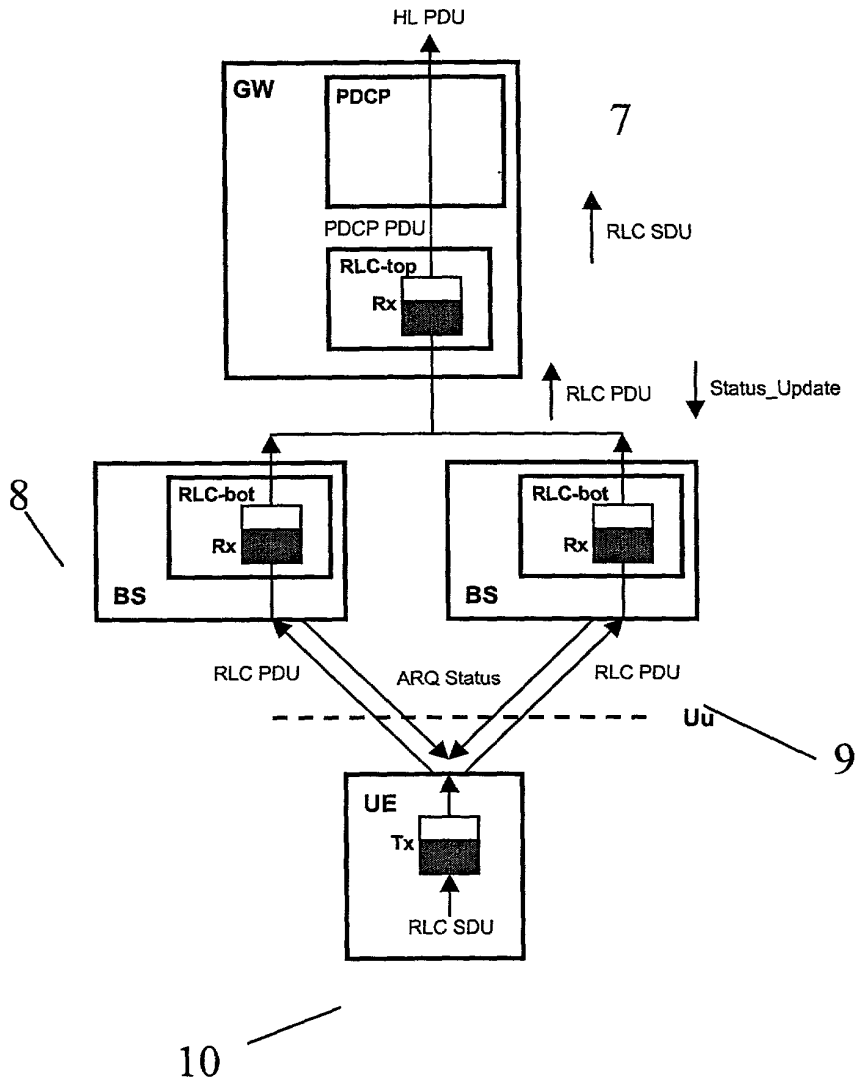 HL PDU
GW
PDCP
7
PDCP PDU
RLC SDU
RLC-top
Rx
RLC PDU
Status_Update
8
RLC-bot
Rx
BS
RLC-bot
Rx
BS
RLC PDU
ARQ Status
RLC PDU
Uu
9
UE
Tx
RLC SDU
10